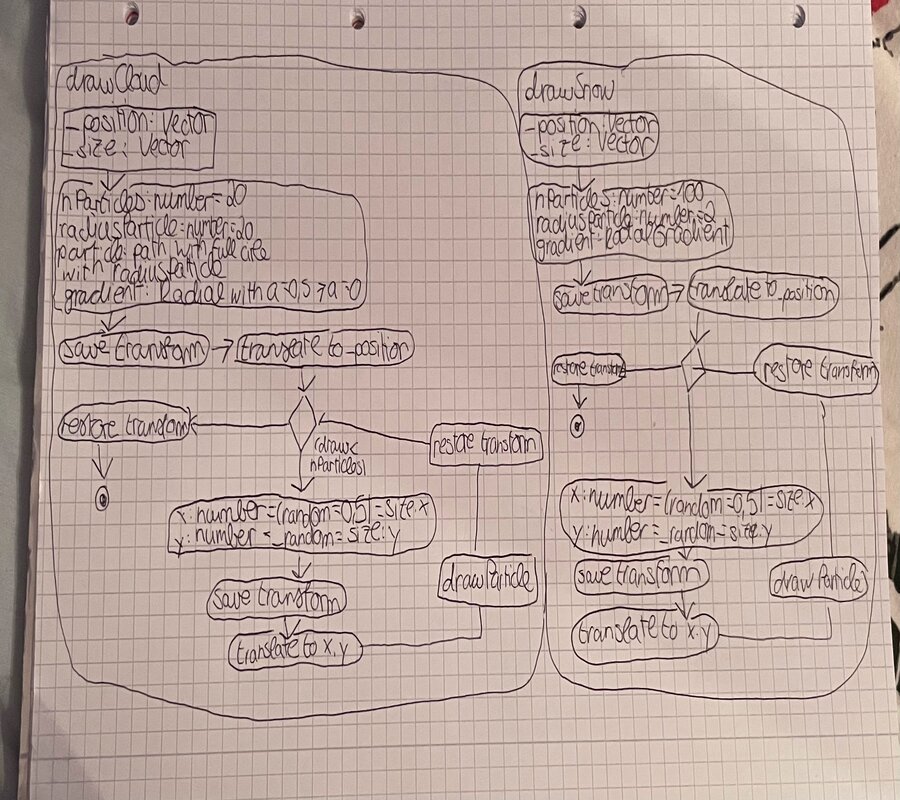 drawCloud
_position: Vector
_size: Vector
nParticles: number = 20
radiusParticle: number = 20
particle: path with full
with radiusParticle
gradient: Radial with a=0,5 → a=0
save transform → translate to _position
restore transform
[draw<
nParticles]
restore transform
x: number = (random = 0,5) = size.x
y: number = _random = size.y
save transform
drawParticle
translate to x, y
drawSnow
_position: Vector
_size: Vector
nParticles: number = 100
radiusParticle: number = 2
gradient: Radial Gradient
save transform → translate to _position
restore transform
restore transform
x: number = (random = 0,5) = size.x
y: number = _random = size.y
save transform
draw Particle
translate to x, y